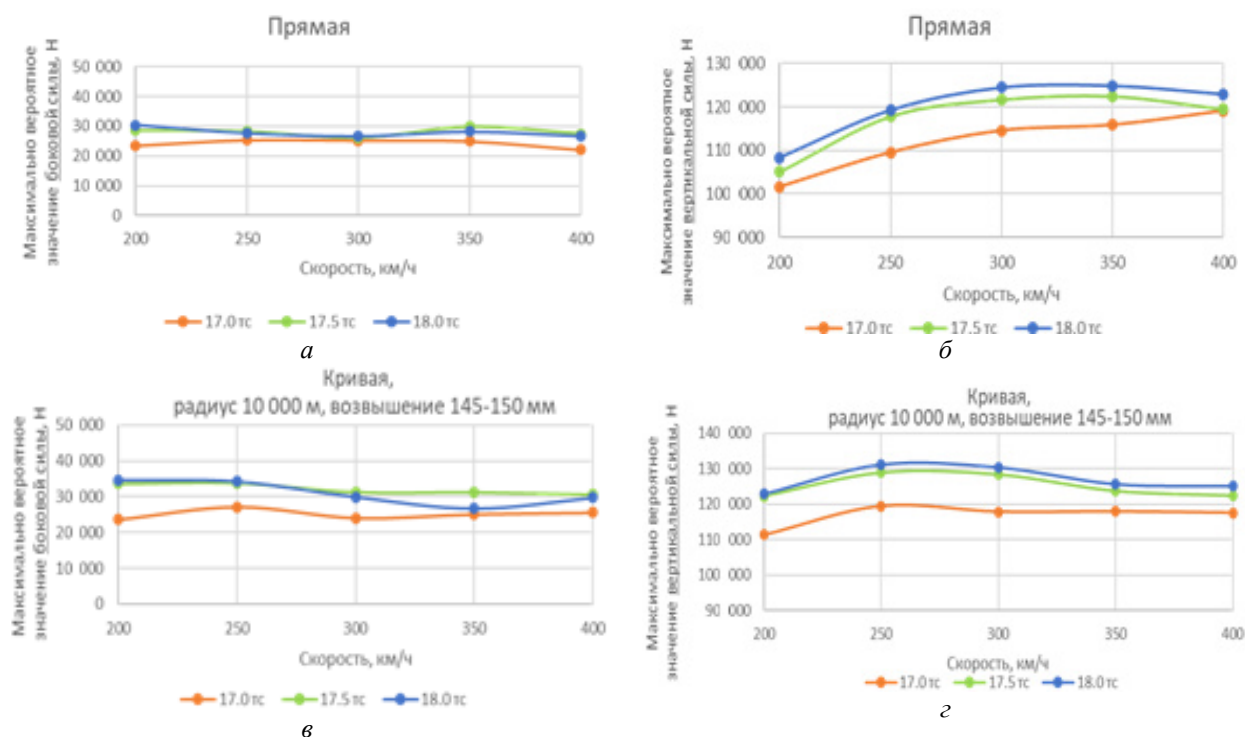 Прямая
Максимально вероятное
значение боковой силы, Н
50 000
40 000
30 000
20 000
10 000
0
200 250 300 350 400
Скорость, км/ч
17.0 тс 17.5 тс 18.0 тс
а
Прямая
Максимально вероятное
значение вертикальной силы, Н
130 000
120 000
110 000
100 000
90 000
200 250 300 350 400
Скорость, км/ч
17.0 тс 17.5 тс 18.0 тс
б
Кривая,
радиус 10 000 м, возвышение 145-150 мм
Максимально вероятное
значение боковой силы, Н
50 000
40 000
30 000
20 000
10 000
0
200 250 300 350 400
Скорость, км/ч
17.0 тс 17.5 тс 18.0 тс
в
Кривая,
радиус 10 000 м, возвышение 145-150 мм
Максимально вероятное
значение вертикальной силы, Н
140 000
130 000
120 000
110 000
100 000
90 000
200 250 300 350 400
Скорость, км/ч
17.0 тс 17.5 тс 18.0 тс
г